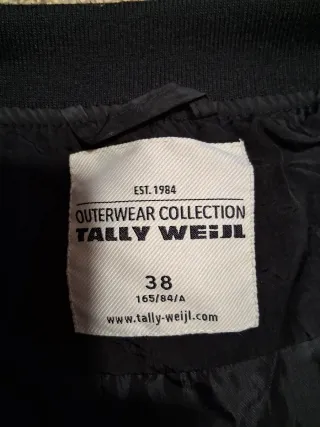 EST. 1984
OUTERWEAR COLLECTION
TALLY WEiJL
38
165/84/A
www.tally-weijl.com